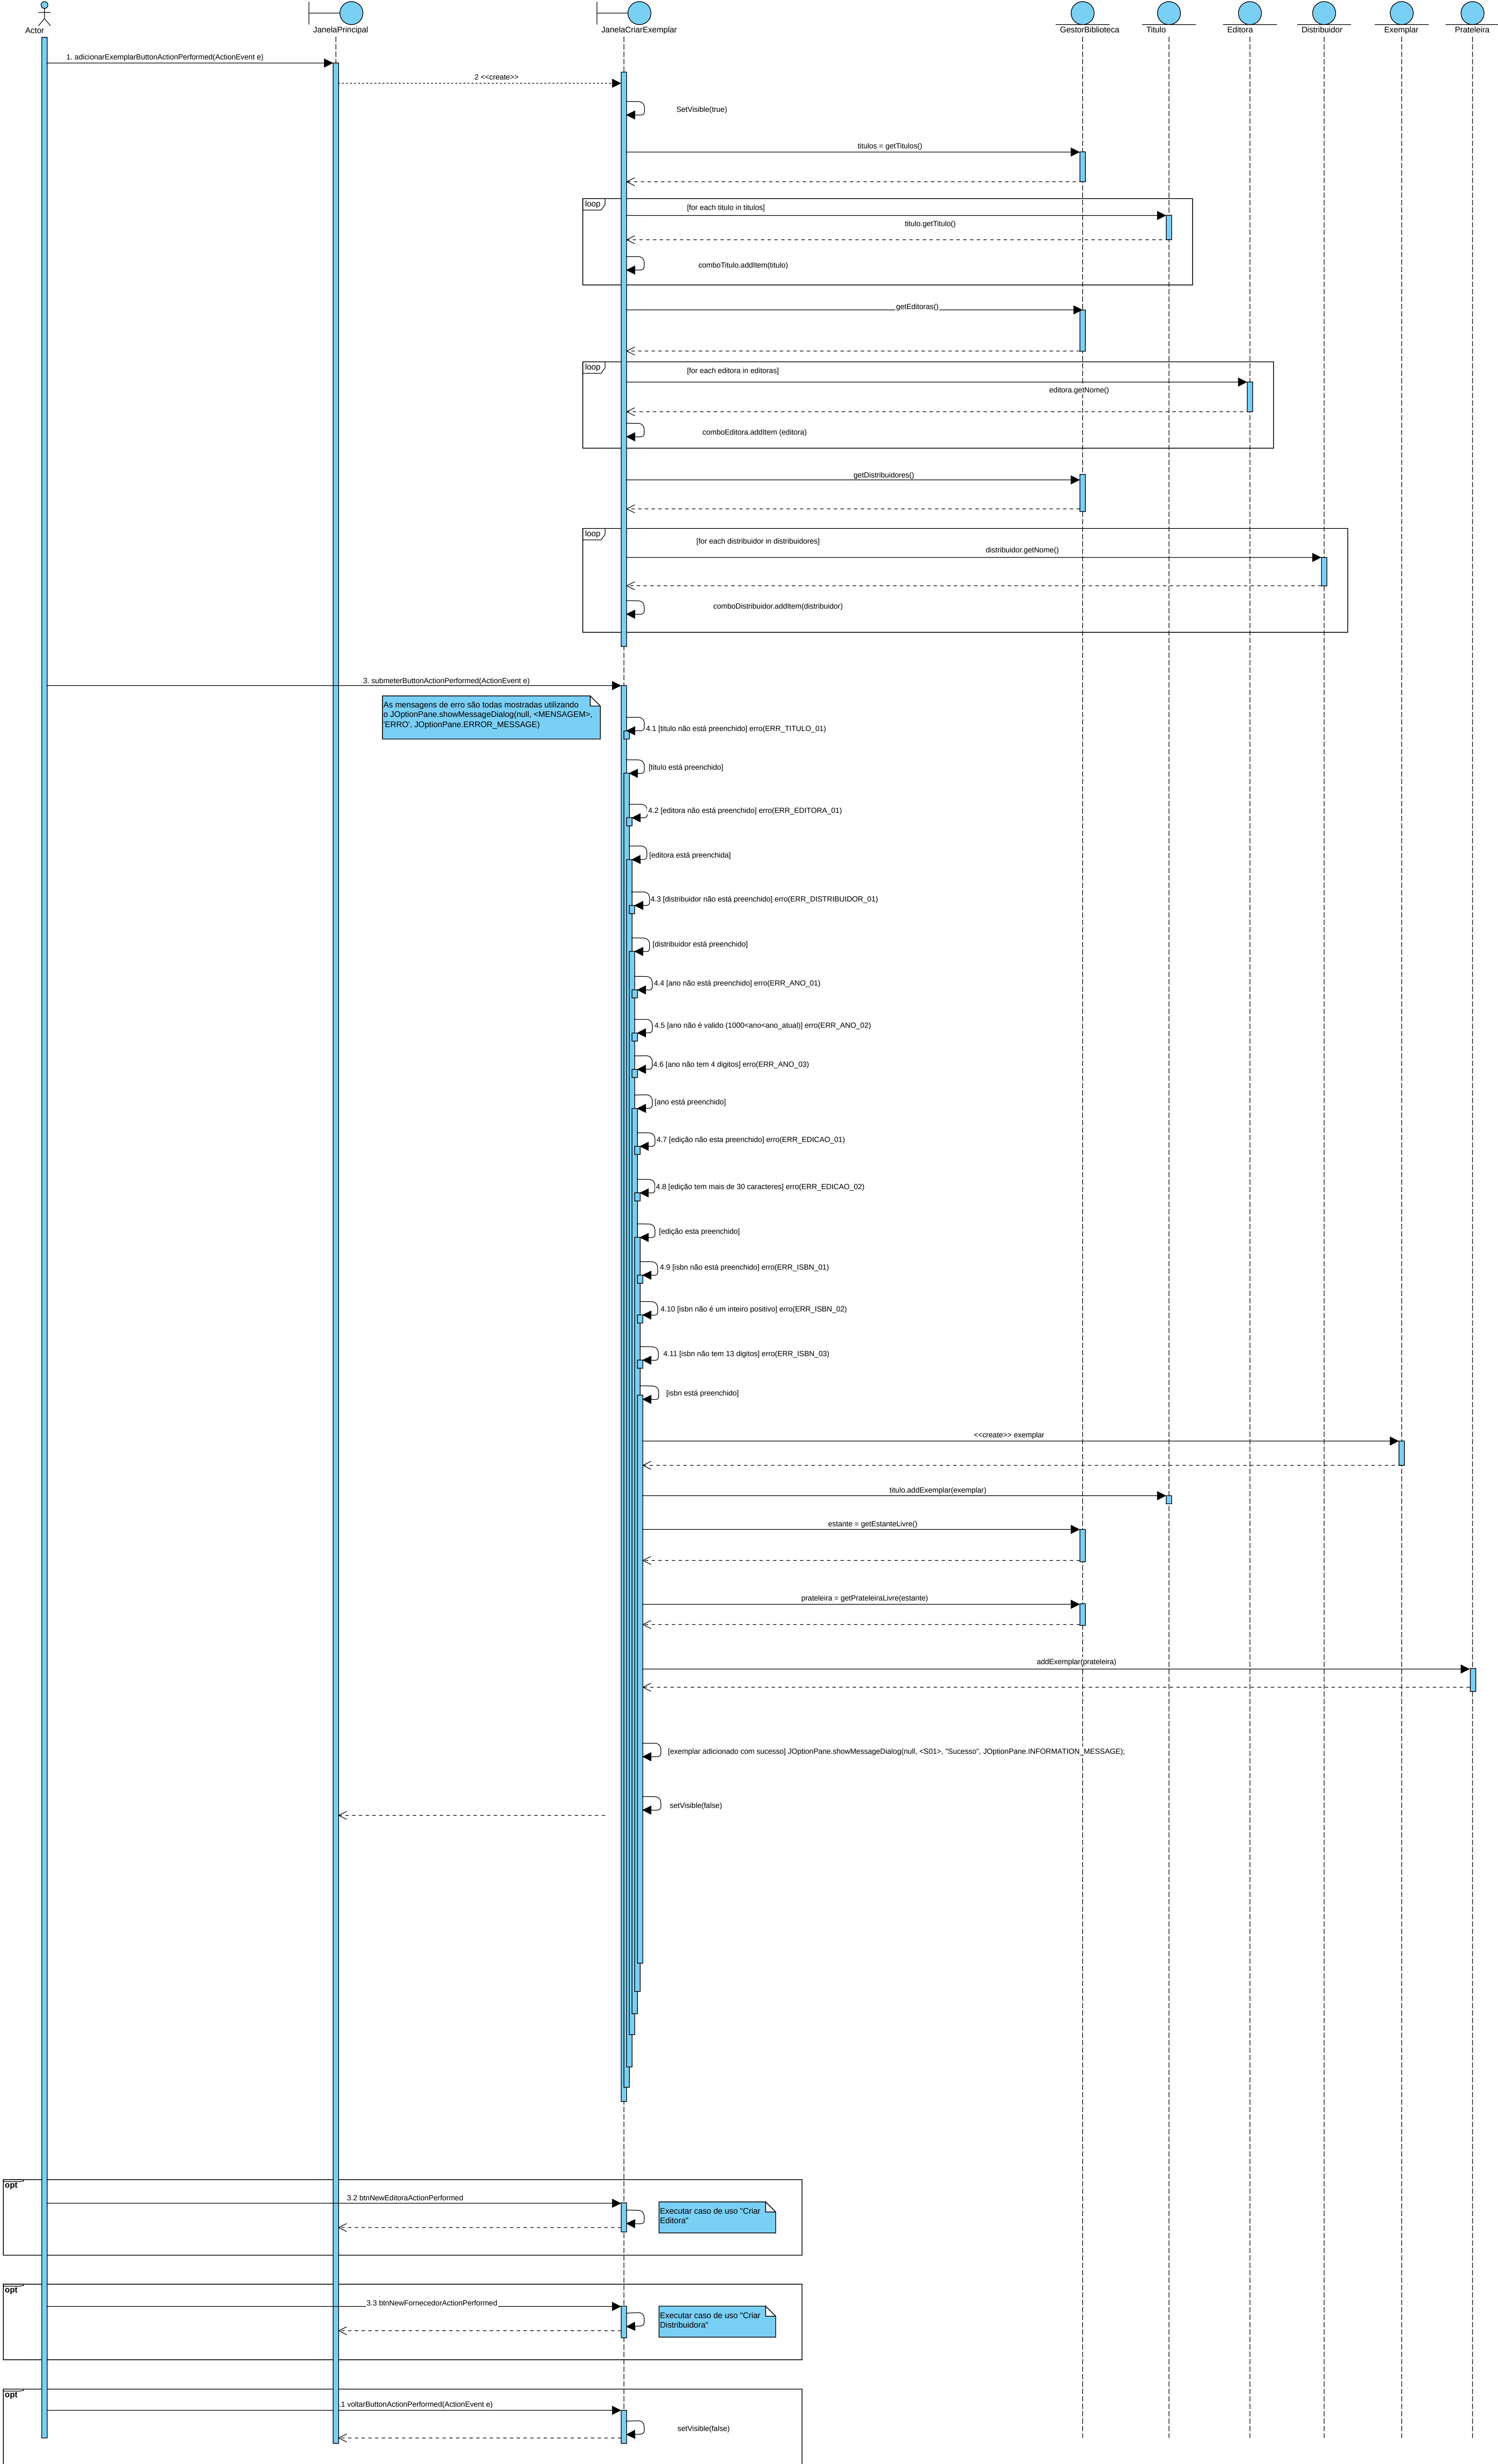 Actor
JanelaPrincipal
JanelaCriarExemplar
GestorBiblioteca
Titulo
Editora
Distribuidor
Exemplar
Prateleira
1. adicionarExemplarButtonActionPerformed(ActionEvent e)
2 <<create>>
SetVisible(true)
titulos = getTitulos()
loop
[for each titulo in titulos]
titulo.getTitulo()
comboTitulo.addItem(titulo)
getEditoras()
loop
[for each editora in editoras]
editora.getNome()
comboEditora.addItem (editora)
getDistribuidores()
loop
[for each distribuidor in distribuidores]
distribuidor.getNome()
comboDistribuidor.addItem(distribuidor)
3. submeterButtonActionPerformed(ActionEvent e)
As mensagens de erro são todas mostradas utilizando
o JOptionPane.showMessageDialog(null, <MENSAGEM>,
'ERRO', JOptionPane.ERROR_MESSAGE)
4.1 [titulo não está preenchido] erro(ERR_TITULO_01)
[titulo está preenchido]
4.2 [editora não está preenchido] erro(ERR_EDITORA_01)
[editora está preenchida]
4.3 [distribuidor não está preenchido] erro(ERR_DISTRIBUIDOR_01)
[distribuidor está preenchido]
4.4 [ano não está preenchido] erro(ERR_ANO_01)
4.5 [ano não é valido (1000<ano<ano_atual)] erro(ERR_ANO_02)
4.6 [ano não tem 4 digitos] erro(ERR_ANO_03)
[ano está preenchido]
4.7 [edição não esta preenchido] erro(ERR_EDICAO_01)
4.8 [edição tem mais de 30 caracteres] erro(ERR_EDICAO_02)
[edição esta preenchido]
4.9 [isbn não está preenchido] erro(ERR_ISBN_01)
4.10 [isbn não é um inteiro positivo] erro(ERR_ISBN_02)
4.11 [isbn não tem 13 digitos] erro(ERR_ISBN_03)
[isbn está preenchido]
<<create>> exemplar
titulo.addExemplar(exemplar)
estante = getEstanteLivre()
prateleira = getPrateleiraLivre(estante)
addExemplar(prateleira)
[exemplar adicionado com sucesso] JOptionPane.showMessageDialog(null, <S01>, "Sucesso", JOptionPane.INFORMATION_MESSAGE);
setVisible(false)
opt
3.2 btnNewEditoraActionPerformed
Executar caso de uso "Criar
Editora"
opt
3.3 btnNewFornecedorActionPerformed
Executar caso de uso "Criar
Distribuidora"
opt
.1 voltarButtonActionPerformed(ActionEvent e)
setVisible(false)